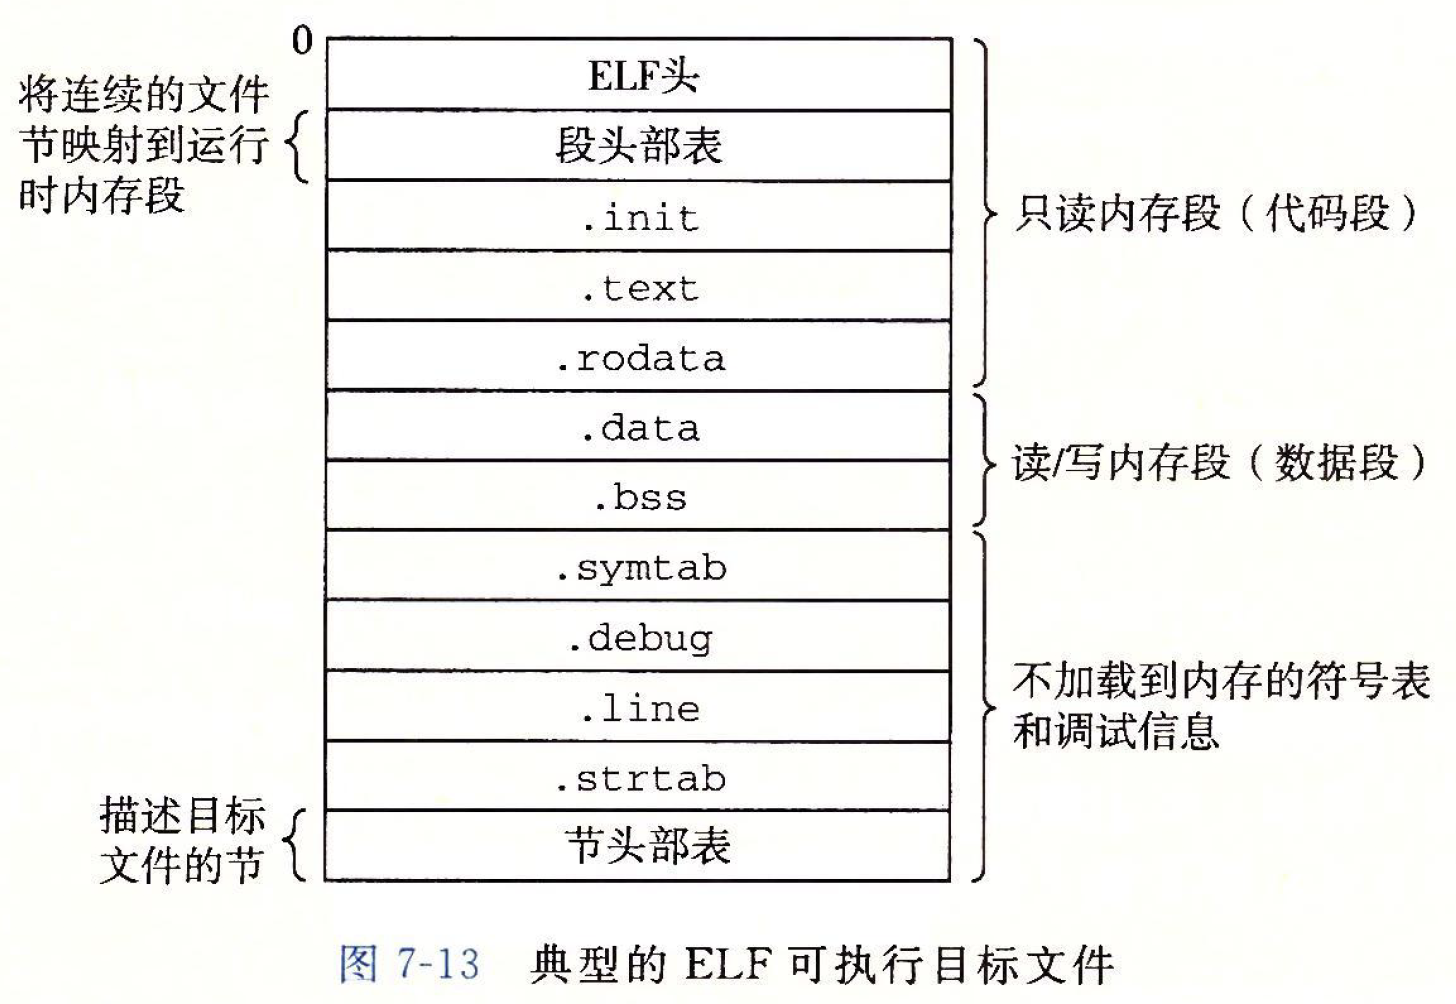 0
ELF头
将连续的文件
节映射到运行
时内存段
段头部表
.init
.text
.rodata
只读内存段（代码段）
.data
.bss
读/写内存段（数据段）
.symtab
.debug
.line
.strtab
不加载到内存的符号表
和调试信息
描述目标
文件的节
节头部表
图 7-13 典型的 ELF 可执行目标文件